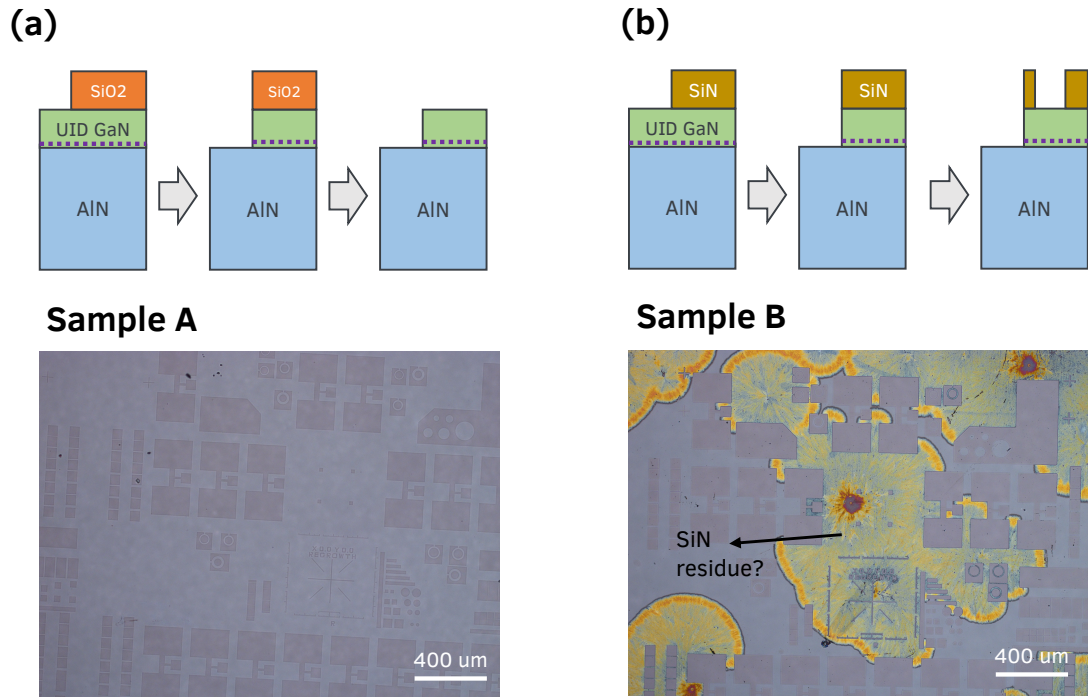 (a)
(b)
SiO2
SiO2
UID GaN
AlN
AlN
AlN
SiN
SiN
UID GaN
AlN
AlN
AlN
Sample A
Sample B
SiN
residue?
400 um
400 um